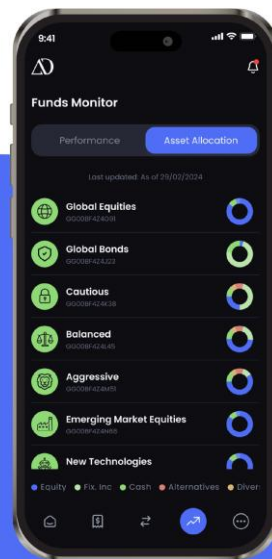 9:41
Funds Monitor
Performance
Asset Allocation
Last updated: As of 29/02/2024
Global Equities
Global Bonds
Cautious
Balanced
Aggressive
Emerging Market Equities
New Technologies
Equity
Fix. Inc
Cash
Alternatives
Diver